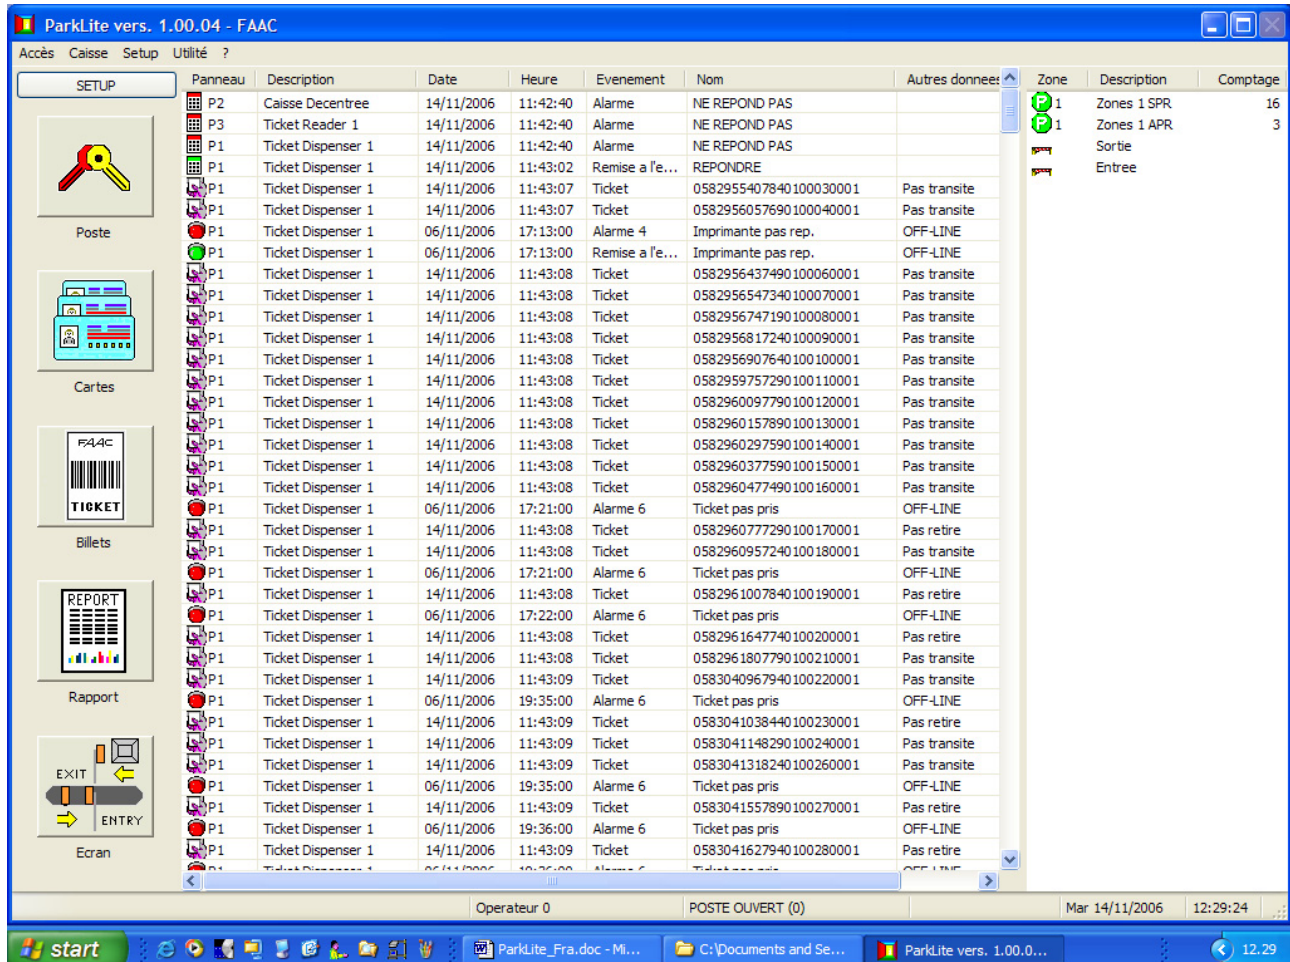 ParkLite vers. 1.00.04 - FAAC
Accès Caisse Setup Utilité ?
SETUP
Poste
Cartes
FAAC
TICKET
Billets
REPORT
Rapport
EXIT
ENTRY
Ecran
Panneau Description Date Heure Evenement Nom Autres donnees
P2 Caisse Decentree 14/11/2006 11:42:40 Alarme NE REPOND PAS
P3 Ticket Reader 1 14/11/2006 11:42:40 Alarme NE REPOND PAS
P1 Ticket Dispenser 1 14/11/2006 11:42:40 Alarme NE REPOND PAS
P1 Ticket Dispenser 1 14/11/2006 11:43:02 Remise a l'e... REPONDRE
P1 Ticket Dispenser 1 14/11/2006 11:43:07 Ticket 0582955407840100030001 Pas transite
P1 Ticket Dispenser 1 14/11/2006 11:43:07 Ticket 0582956057690100040001 Pas transite
P1 Ticket Dispenser 1 06/11/2006 17:13:00 Alarme 4 Imprimante pas rep. OFF-LINE
P1 Ticket Dispenser 1 06/11/2006 17:13:00 Remise a l'e... Imprimante pas rep. OFF-LINE
P1 Ticket Dispenser 1 14/11/2006 11:43:08 Ticket 0582956437490100060001 Pas transite
P1 Ticket Dispenser 1 14/11/2006 11:43:08 Ticket 0582956547340100070001 Pas transite
P1 Ticket Dispenser 1 14/11/2006 11:43:08 Ticket 0582956747190100080001 Pas transite
P1 Ticket Dispenser 1 14/11/2006 11:43:08 Ticket 0582956817240100090001 Pas transite
P1 Ticket Dispenser 1 14/11/2006 11:43:08 Ticket 0582956907640100100001 Pas transite
P1 Ticket Dispenser 1 14/11/2006 11:43:08 Ticket 0582959757290100110001 Pas transite
P1 Ticket Dispenser 1 14/11/2006 11:43:08 Ticket 0582960097790100120001 Pas transite
P1 Ticket Dispenser 1 14/11/2006 11:43:08 Ticket 0582960157890100130001 Pas transite
P1 Ticket Dispenser 1 14/11/2006 11:43:08 Ticket 0582960297590100140001 Pas transite
P1 Ticket Dispenser 1 14/11/2006 11:43:08 Ticket 0582960377590100150001 Pas transite
P1 Ticket Dispenser 1 14/11/2006 11:43:08 Ticket 0582960477490100160001 Pas transite
P1 Ticket Dispenser 1 06/11/2006 17:21:00 Alarme 6 Ticket pas pris OFF-LINE
P1 Ticket Dispenser 1 14/11/2006 11:43:08 Ticket 0582960777290100170001 Pas retire
P1 Ticket Dispenser 1 14/11/2006 11:43:08 Ticket 0582960957240100180001 Pas transite
P1 Ticket Dispenser 1 06/11/2006 17:21:00 Alarme 6 Ticket pas pris OFF-LINE
P1 Ticket Dispenser 1 14/11/2006 11:43:08 Ticket 0582961007840100190001 Pas retire
P1 Ticket Dispenser 1 06/11/2006 17:22:00 Alarme 6 Ticket pas pris OFF-LINE
P1 Ticket Dispenser 1 14/11/2006 11:43:08 Ticket 0582961647740100200001 Pas retire
P1 Ticket Dispenser 1 14/11/2006 11:43:08 Ticket 0582961807790100210001 Pas transite
P1 Ticket Dispenser 1 14/11/2006 11:43:09 Ticket 0583040967940100220001 Pas transite
P1 Ticket Dispenser 1 06/11/2006 19:35:00 Alarme 6 Ticket pas pris OFF-LINE
P1 Ticket Dispenser 1 14/11/2006 11:43:09 Ticket 0583041038440100230001 Pas retire
P1 Ticket Dispenser 1 14/11/2006 11:43:09 Ticket 0583041148290100240001 Pas transite
P1 Ticket Dispenser 1 14/11/2006 11:43:09 Ticket 0583041318240100260001 Pas transite
P1 Ticket Dispenser 1 06/11/2006 19:35:00 Alarme 6 Ticket pas pris OFF-LINE
P1 Ticket Dispenser 1 14/11/2006 11:43:09 Ticket 0583041557890100270001 Pas retire
P1 Ticket Dispenser 1 06/11/2006 19:36:00 Alarme 6 Ticket pas pris OFF-LINE
P1 Ticket Dispenser 1 14/11/2006 11:43:09 Ticket 0583041627940100280001 Pas retire
P1 Ticket Dispenser 1 06/11/2006 19:36:00 Alarme 6 Ticket pas pris OFF-LINE
Zone Description Comptage
P 1 Zones 1 SPR 16
P 1 Zones 1 APR 3
Sortie
Entree
Operateur 0 POSTE OUVERT (0) Mar 14/11/2006 12:29:24
start ParkLite_Fra.doc - Mi... C:\Documents and Se... ParkLite vers. 1.00.0... 12.29